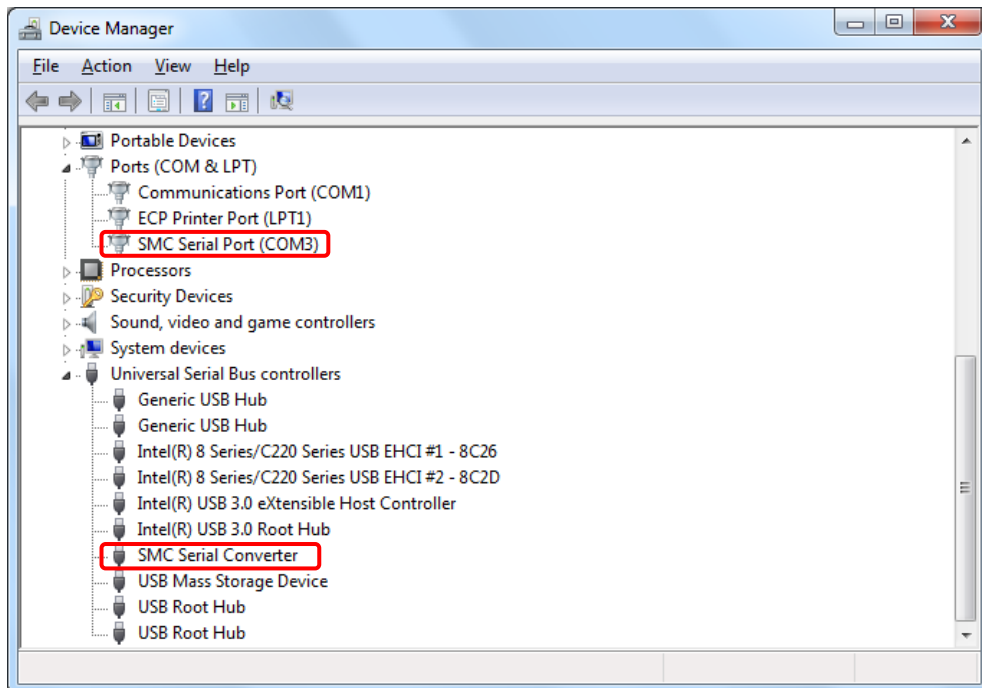 Device Manager
File Action View Help
Portable Devices
Ports (COM & LPT)
Communications Port (COM1)
ECP Printer Port (LPT1)
SMC Serial Port (COM3)
Processors
Security Devices
Sound, video and game controllers
System devices
Universal Serial Bus controllers
Generic USB Hub
Generic USB Hub
Intel(R) 8 Series/C220 Series USB EHCI #1 - 8C26
Intel(R) 8 Series/C220 Series USB EHCI #2 - 8C2D
Intel(R) USB 3.0 eXtensible Host Controller
Intel(R) USB 3.0 Root Hub
SMC Serial Converter
USB Mass Storage Device
USB Root Hub
USB Root Hub